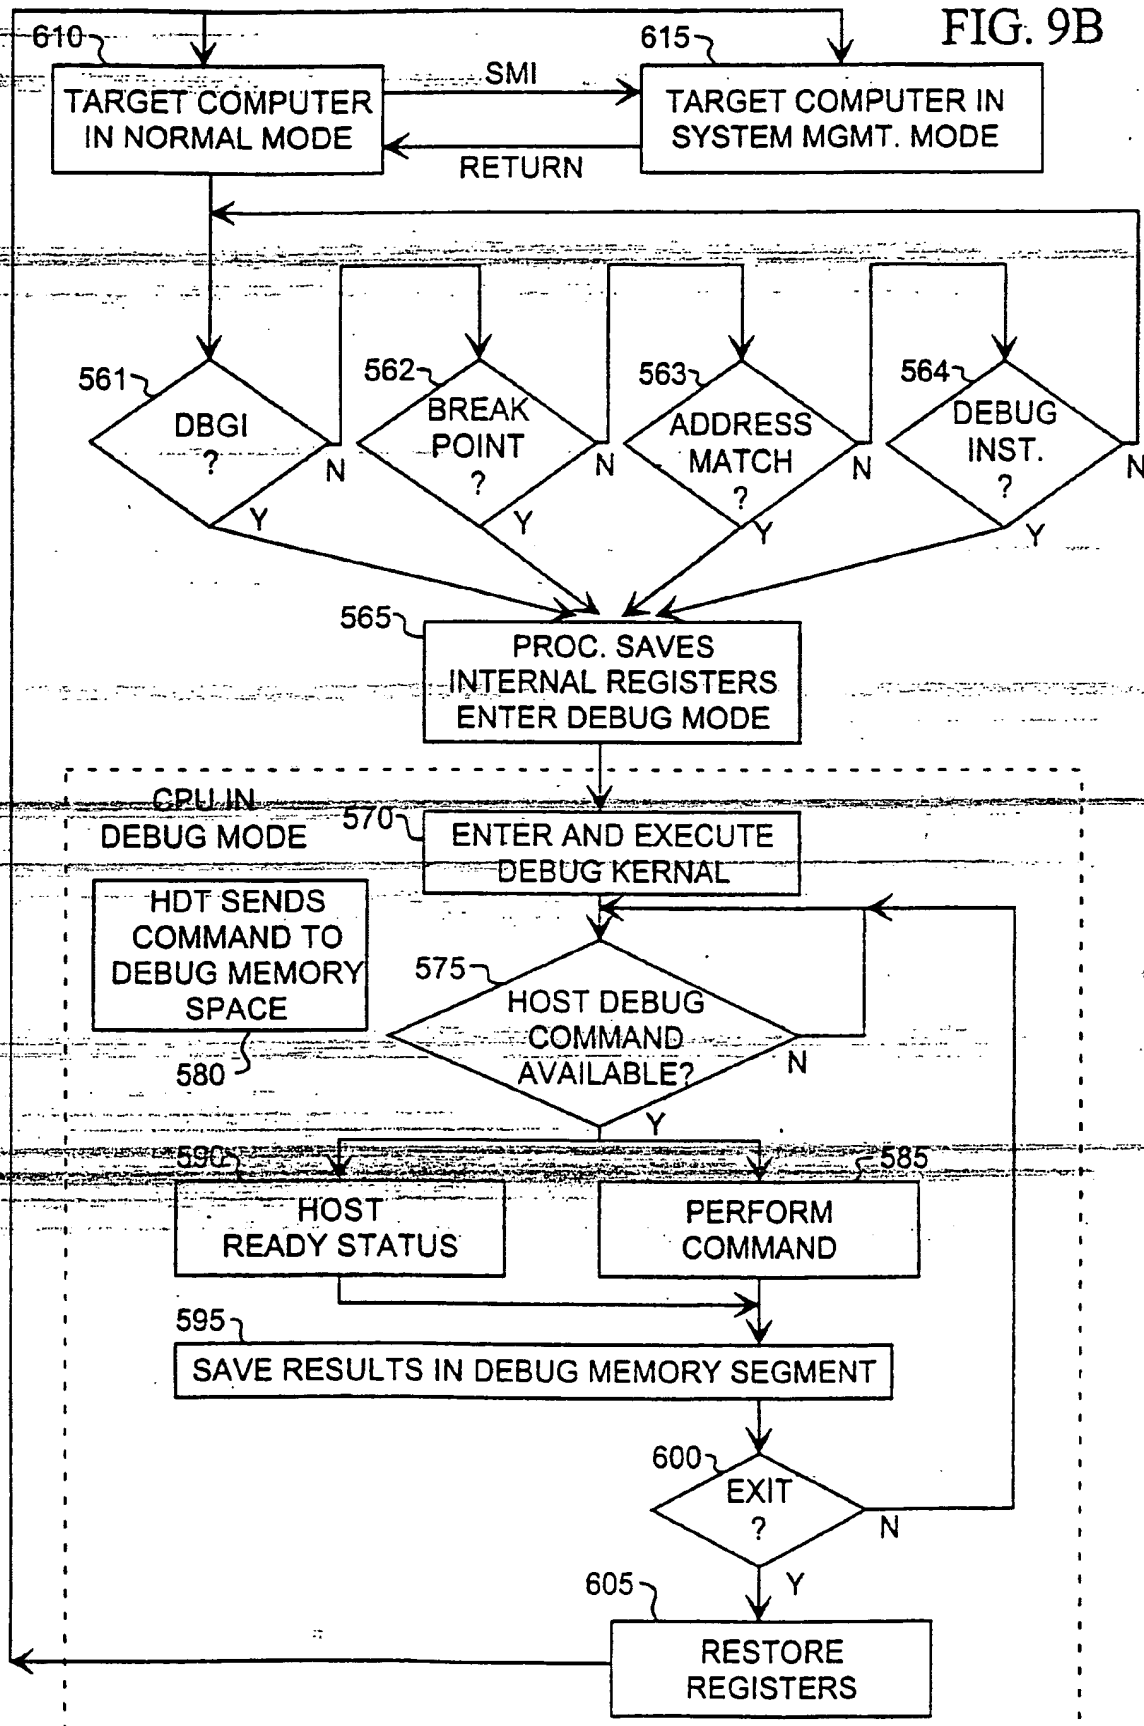 FIG. 9B
610
615
TARGET COMPUTER
IN NORMAL MODE
SMI
RETURN
TARGET COMPUTER IN
SYSTEM MGMT. MODE
561
DBGI
?
N
Y
562
BREAK
POINT
?
N
Y
563
ADDRESS
MATCH
?
N
Y
564
DEBUG
INST.
?
N
Y
565
PROC. SAVES
INTERNAL REGISTERS
ENTER DEBUG MODE
CPU IN
DEBUG MODE
570
ENTER AND EXECUTE
DEBUG KERNAL
HDT SENDS
COMMAND TO
DEBUG MEMORY
SPACE
580
575
HOST DEBUG
COMMAND
AVAILABLE?
N
Y
590
HOST
READY STATUS
585
PERFORM
COMMAND
595
SAVE RESULTS IN DEBUG MEMORY SEGMENT
600
EXIT
?
N
Y
605
RESTORE
REGISTERS